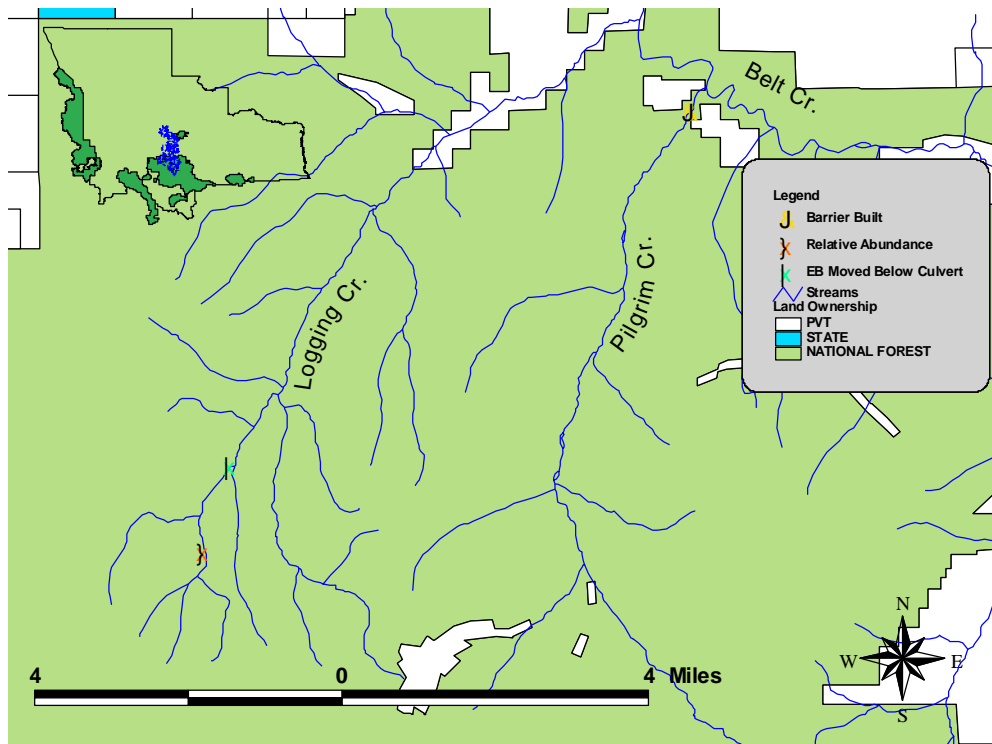 Belt Cr.
Legend
Barrier Built
Relative Abundance
EB Moved Below Culvert
Streams
Land Ownership
PVT
STATE
NATIONAL FOREST
Pilgrim Cr.
Logging Cr.
N
W E
S
4 0 4 Miles